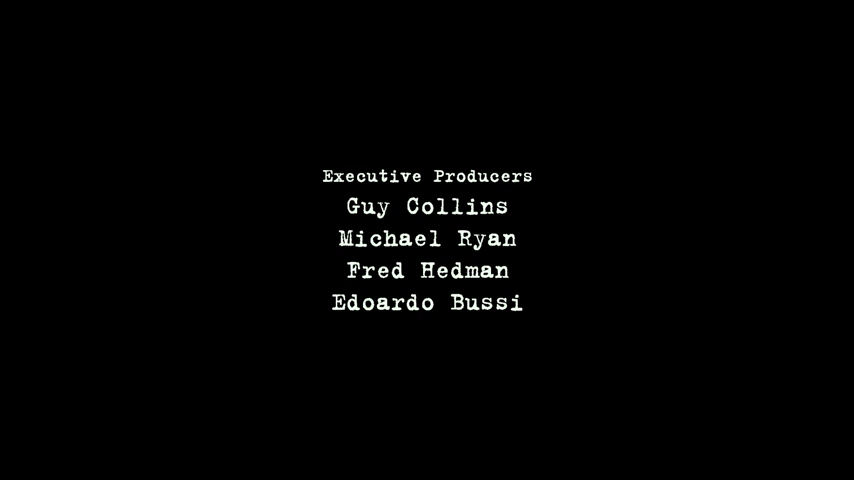 Executive Producers
Guy Collins
Michael Ryan
Fred Hedman
Edoardo Bussi